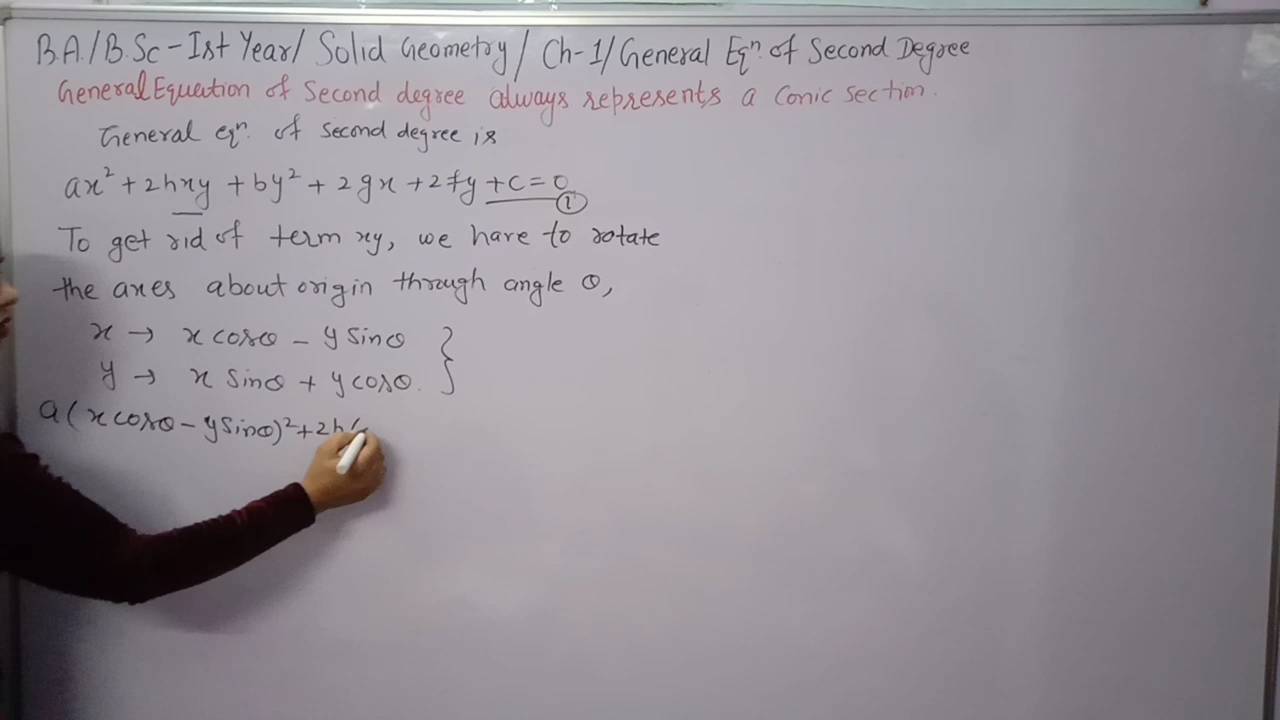 B.A./B.Sc - Ist Year/ Solid Geometry / Ch-1/General Eqⁿ. of Second Degree
General Equation of Second degree always represents a Conic section.
General eqⁿ. of second degree is
ax² + 2hxy + by² + 2gx + 2fy + c = 0 ①
To get rid of term xy, we have to rotate
the axes about origin through angle θ,
x → x cosθ - y sinθ }
y → x sinθ + y cosθ.
a(x cosθ - y sinθ)² + 2h(